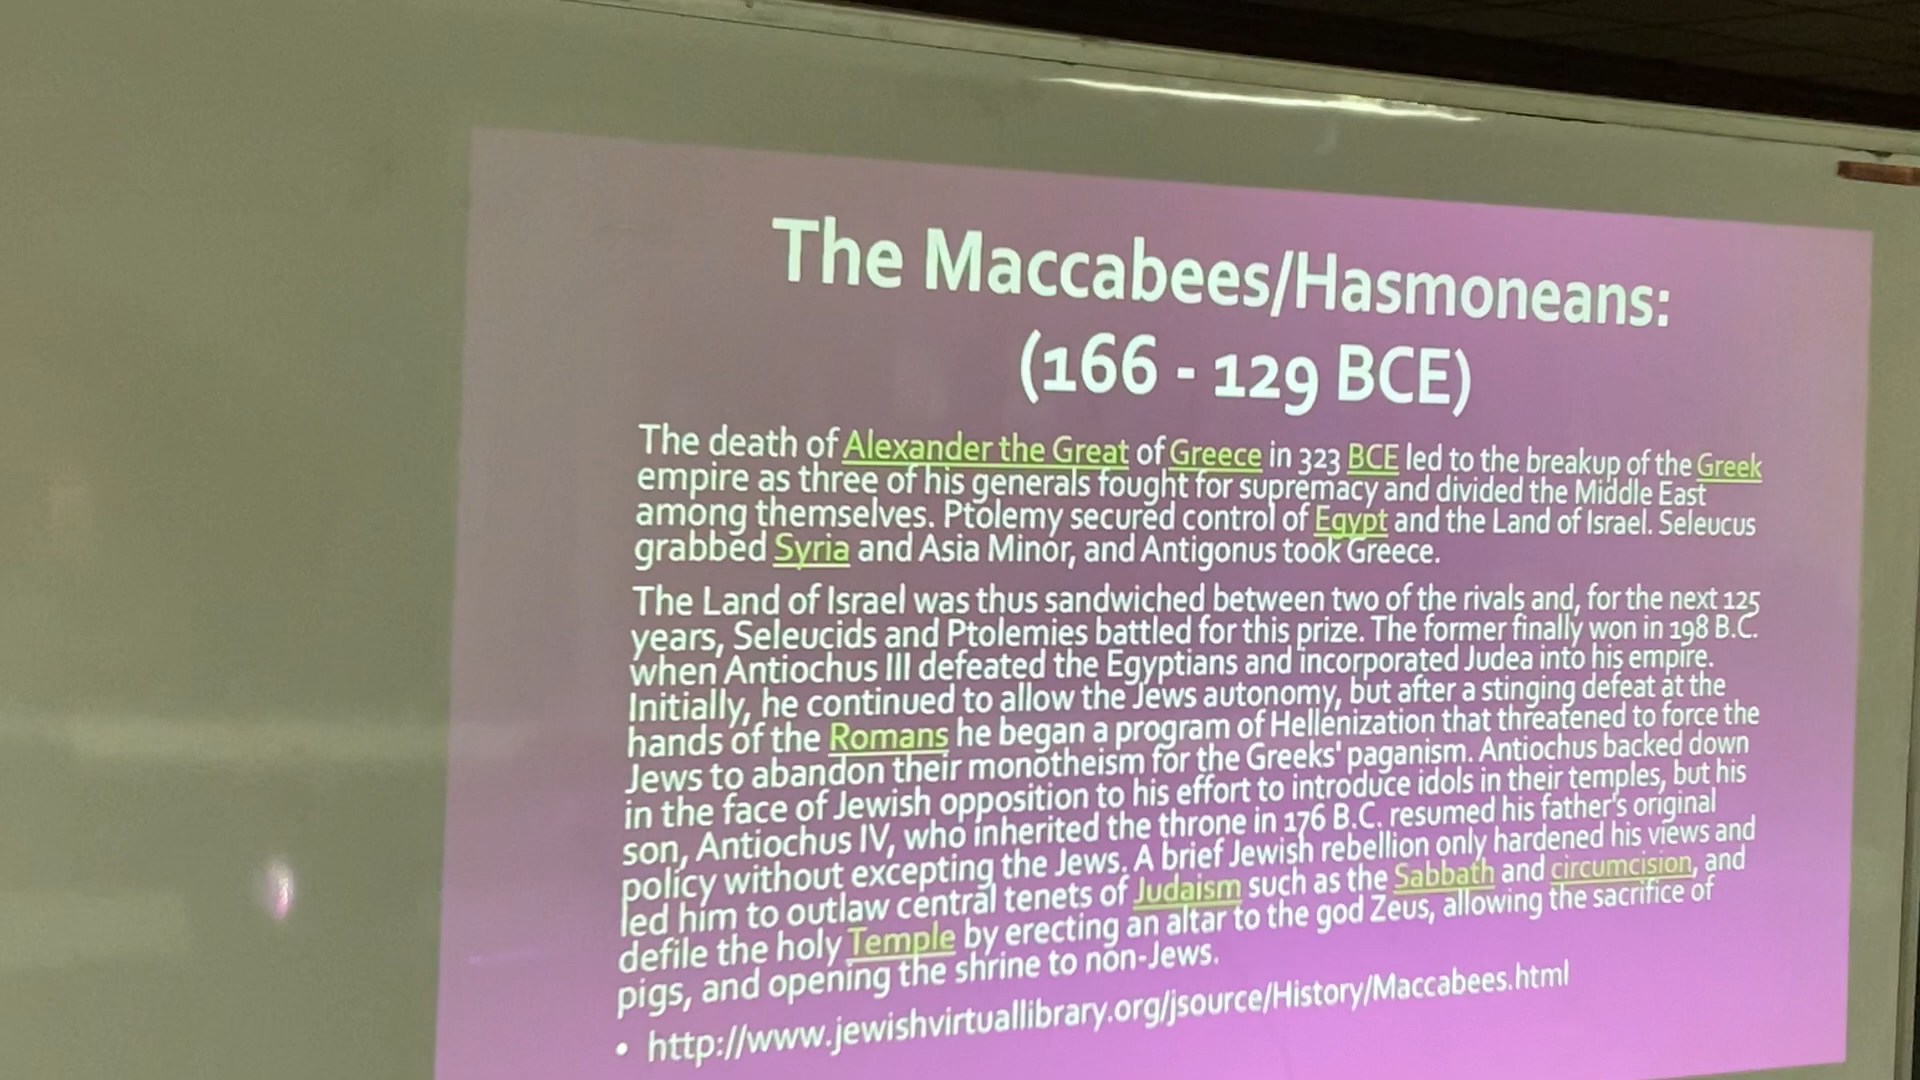 The Maccabees/Hasmoneans:
(166 - 129 BCE)
The death of Alexander the Great of Greece in 323 BCE led to the breakup of the Greek
empire as three of his generals fought for supremacy and divided the Middle East
among themselves. Ptolemy secured control of Egypt and the Land of Israel. Seleucus
grabbed Syria and Asia Minor, and Antigonus took Greece.
The Land of Israel was thus sandwiched between two of the rivals and, for the next 125
years, Seleucids and Ptolemies battled for this prize. The former finally won in 198 B.C.
when Antiochus III defeated the Egyptians and incorporated Judea into his empire.
Initially, he continued to allow the Jews autonomy, but after a stinging defeat at the
hands of the Romans he began a program of Hellenization that threatened to force the
Jews to abandon their monotheism for the Greeks' paganism. Antiochus backed down
in the face of Jewish opposition to his effort to introduce idols in their temples, but his
son, Antiochus IV, who inherited the throne in 176 B.C. resumed his father's original
policy without excepting the Jews. A brief Jewish rebellion only hardened his views and
led him to outlaw central tenets of Judaism such as the Sabbath and circumcision, and
defile the holy Temple by erecting an altar to the god Zeus, allowing the sacrifice of
pigs, and opening the shrine to non-Jews.
• http://www.jewishvirtuallibrary.org/jsource/History/Maccabees.html